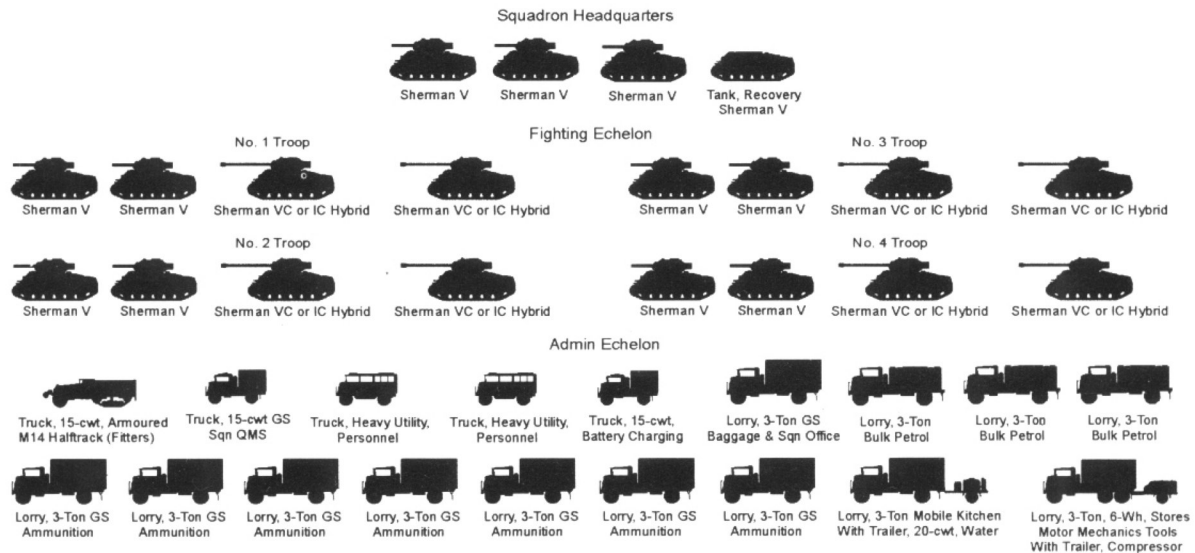 Squadron Headquarters
Sherman V Sherman V Sherman V Tank, Recovery
Sherman V
Fighting Echelon
No. 1 Troop No. 3 Troop
Sherman V Sherman V Sherman VC or IC Hybrid Sherman VC or IC Hybrid Sherman V Sherman V Sherman VC or IC Hybrid Sherman VC or IC Hybrid
No. 2 Troop No. 4 Troop
Sherman V Sherman V Sherman VC or IC Hybrid Sherman VC or IC Hybrid Sherman V Sherman V Sherman VC or IC Hybrid Sherman VC or IC Hybrid
Admin Echelon
Truck, 15-cwt, Armoured
M14 Halftrack (Fitters)
Truck, 15-cwt GS
Sqn QMS
Truck, Heavy Utility,
Personnel
Truck, Heavy Utility,
Personnel
Truck, 15-cwt,
Battery Charging
Lorry, 3-Ton GS
Baggage & Sqn Office
Lorry, 3-Ton
Bulk Petrol
Lorry, 3-Ton
Bulk Petrol
Lorry, 3-Ton
Bulk Petrol
Lorry, 3-Ton GS
Ammunition
Lorry, 3-Ton GS
Ammunition
Lorry, 3-Ton GS
Ammunition
Lorry, 3-Ton GS
Ammunition
Lorry, 3-Ton GS
Ammunition
Lorry, 3-Ton GS
Ammunition
Lorry, 3-Ton GS
Ammunition
Lorry, 3-Ton Mobile Kitchen
With Trailer, 20-cwt, Water
Lorry, 3-Ton, 6-Wh, Stores
Motor Mechanics Tools
With Trailer, Compressor